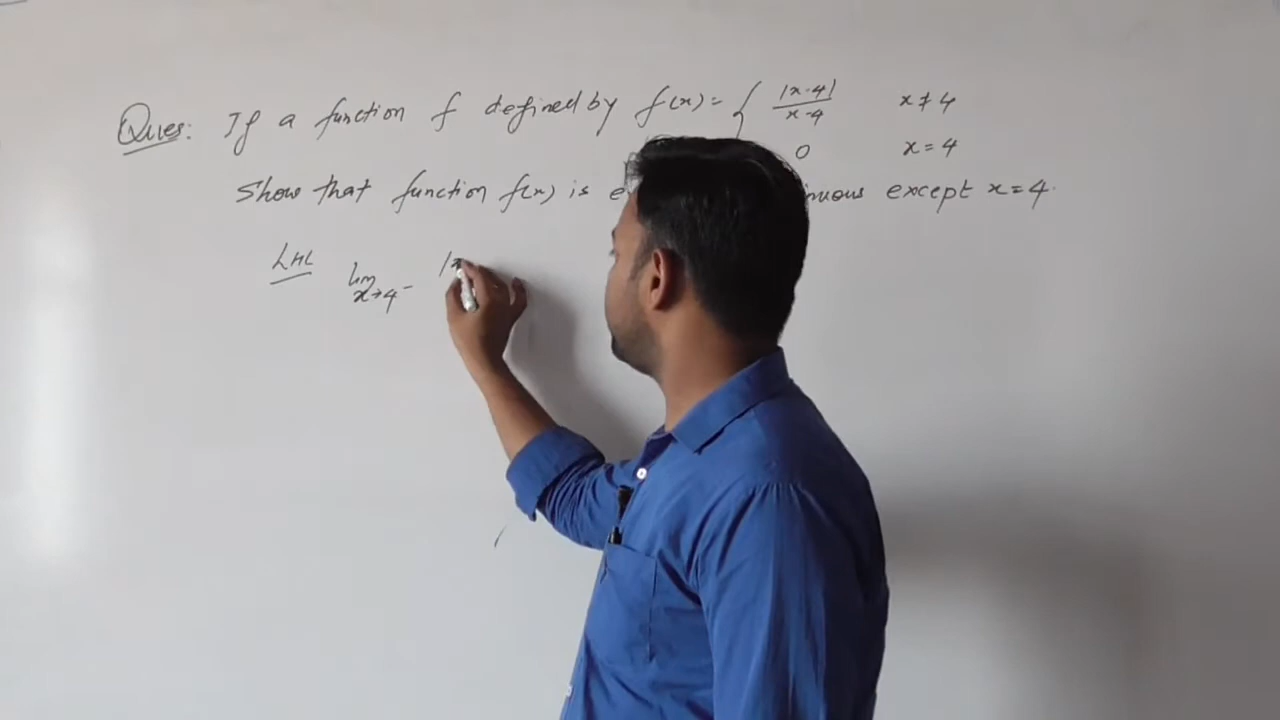 Ques: If a function f defined by f(x) = { |x-4| / x-4 x ≠ 4
0 x = 4
Show that function f(x) is except x = 4.
LHL lim x→4⁻ |x